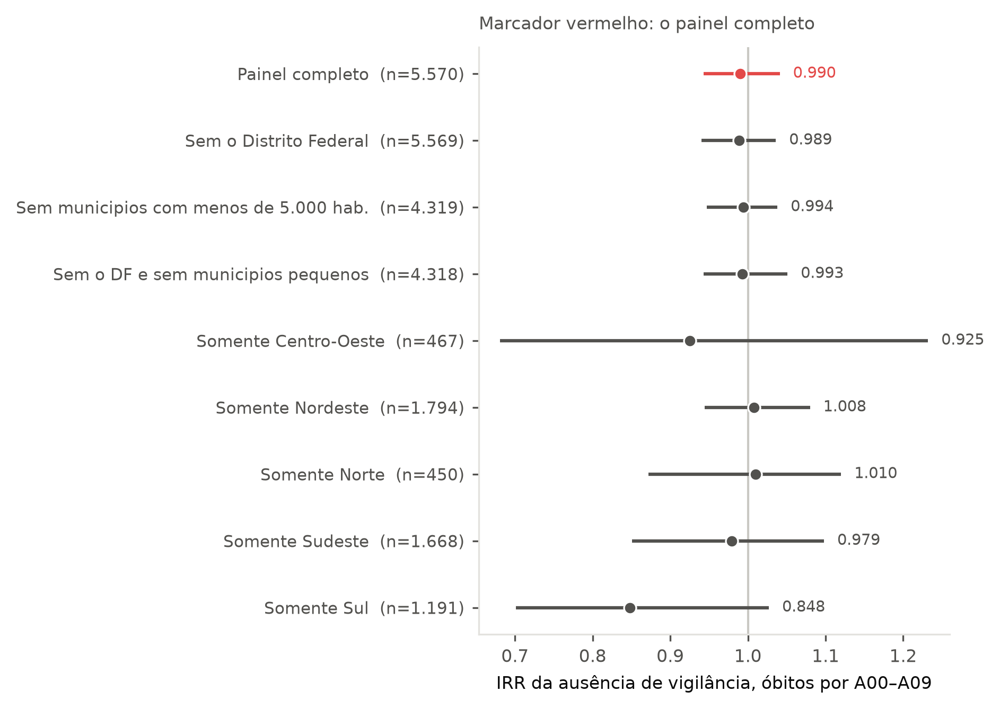 Marcador vermelho: o painel completo
Painel completo  (n=5.570)
0.990
Sem o Distrito Federal  (n=5.569)
0.989
Sem municipios com menos de 5.000 hab.  (n=4.319)
0.994
Sem o DF e sem municipios pequenos  (n=4.318)
0.993
Somente Centro-Oeste  (n=467)
0.925
Somente Nordeste  (n=1.794)
1.008
Somente Norte  (n=450)
1.010
Somente Sudeste  (n=1.668)
0.979
Somente Sul  (n=1.191)
0.848
0.7 0.8 0.9 1.0 1.1 1.2
IRR da ausência de vigilância, óbitos por A00–A09